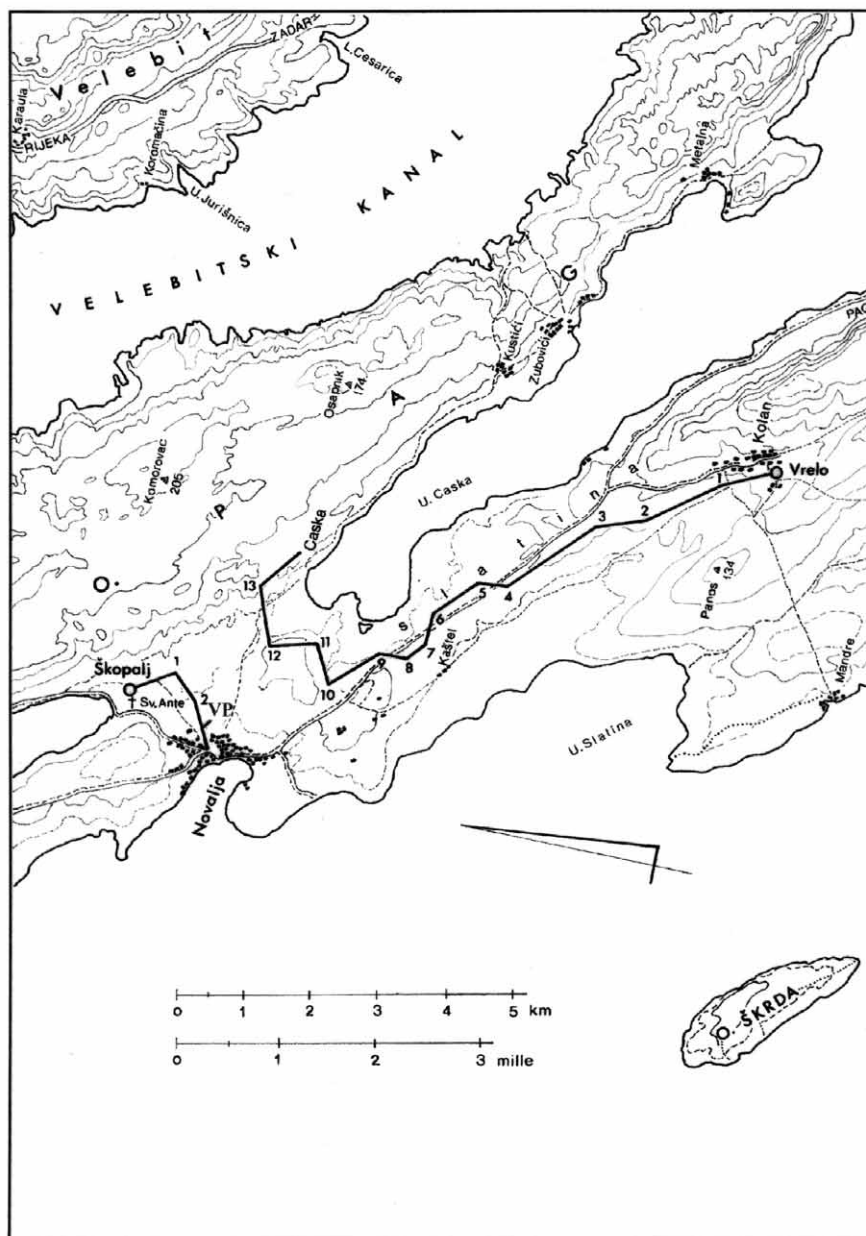 Velebit
ZADAR
L. Cesarica
Karaula
RIJEKA
Koromačina
U. Jurišnica
VELEBITSKI KANAL
Metalna
G
Kustići
Zubovići
PAG
Osapnik
174
A
Komorovac
205
P
U. Caska
Kolan
Vrelo
1
2
3
Slatina
4
5
6
7
8
9
10
11
12
13
Caska
Panos
134
Mandre
Kaštel
O
Škopalj
1
Sv. Ante
2
VP
Novalja
U. Slatina
0 1 2 3 4 5 km
0 1 2 3 mille
ŠKRDA
O